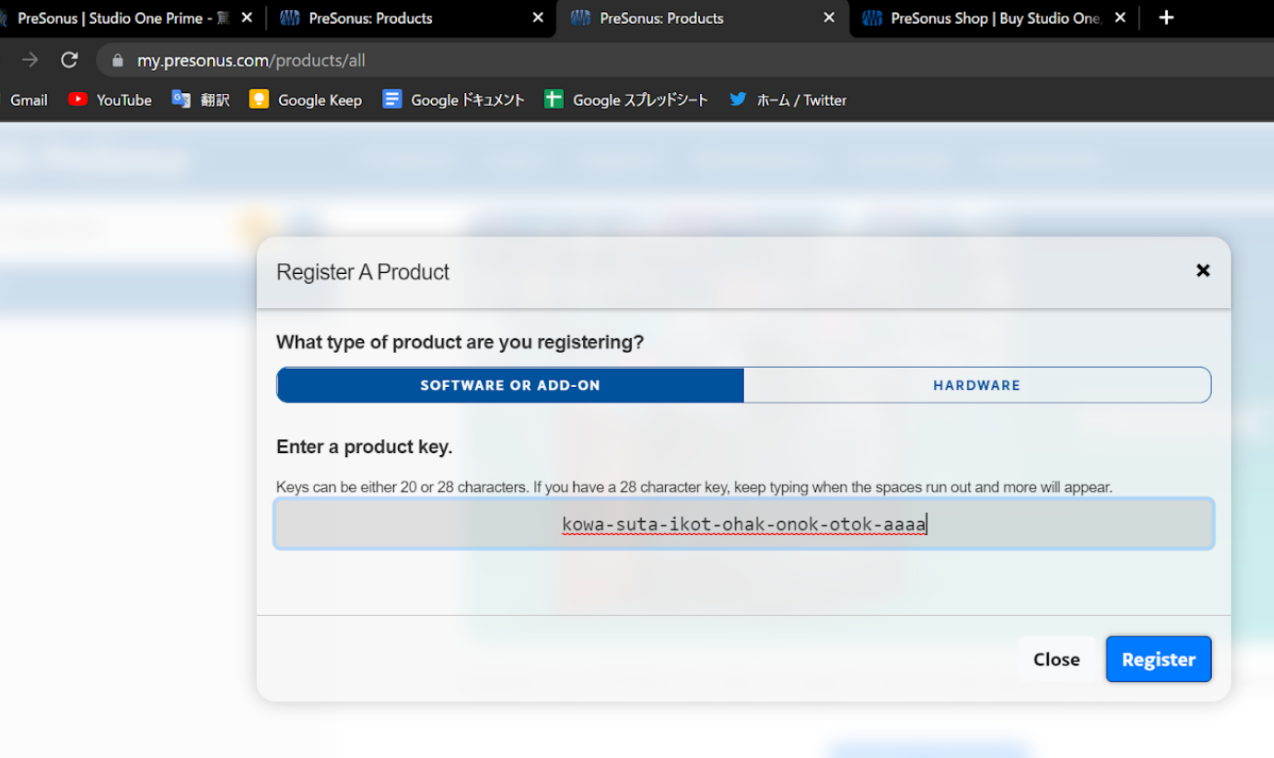 PreSonus | Studio One Prime - 製
PreSonus: Products
PreSonus: Products
PreSonus Shop | Buy Studio One,
my.presonus.com/products/all
Gmail
YouTube
翻訳
Google Keep
Google ドキュメント
Google スプレッドシート
ホーム / Twitter
Register A Product
What type of product are you registering?
SOFTWARE OR ADD-ON
HARDWARE
Enter a product key.
Keys can be either 20 or 28 characters. If you have a 28 character key, keep typing when the spaces run out and more will appear.
kowa-suta-ikot-ohak-onok-otok-aaaa
Close
Register